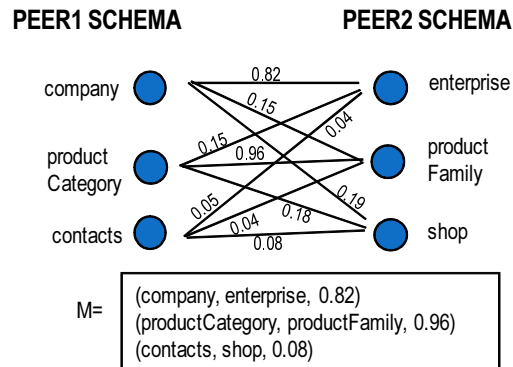 PEER1 SCHEMA PEER2 SCHEMA
company 0.82 enterprise
0.15
0.04
0.15
product Category 0.96 product Family
0.19
0.05
0.04
0.18
contacts 0.08 shop
M=
(company, enterprise, 0.82)
(productCategory, productFamily, 0.96)
(contacts, shop, 0.08)